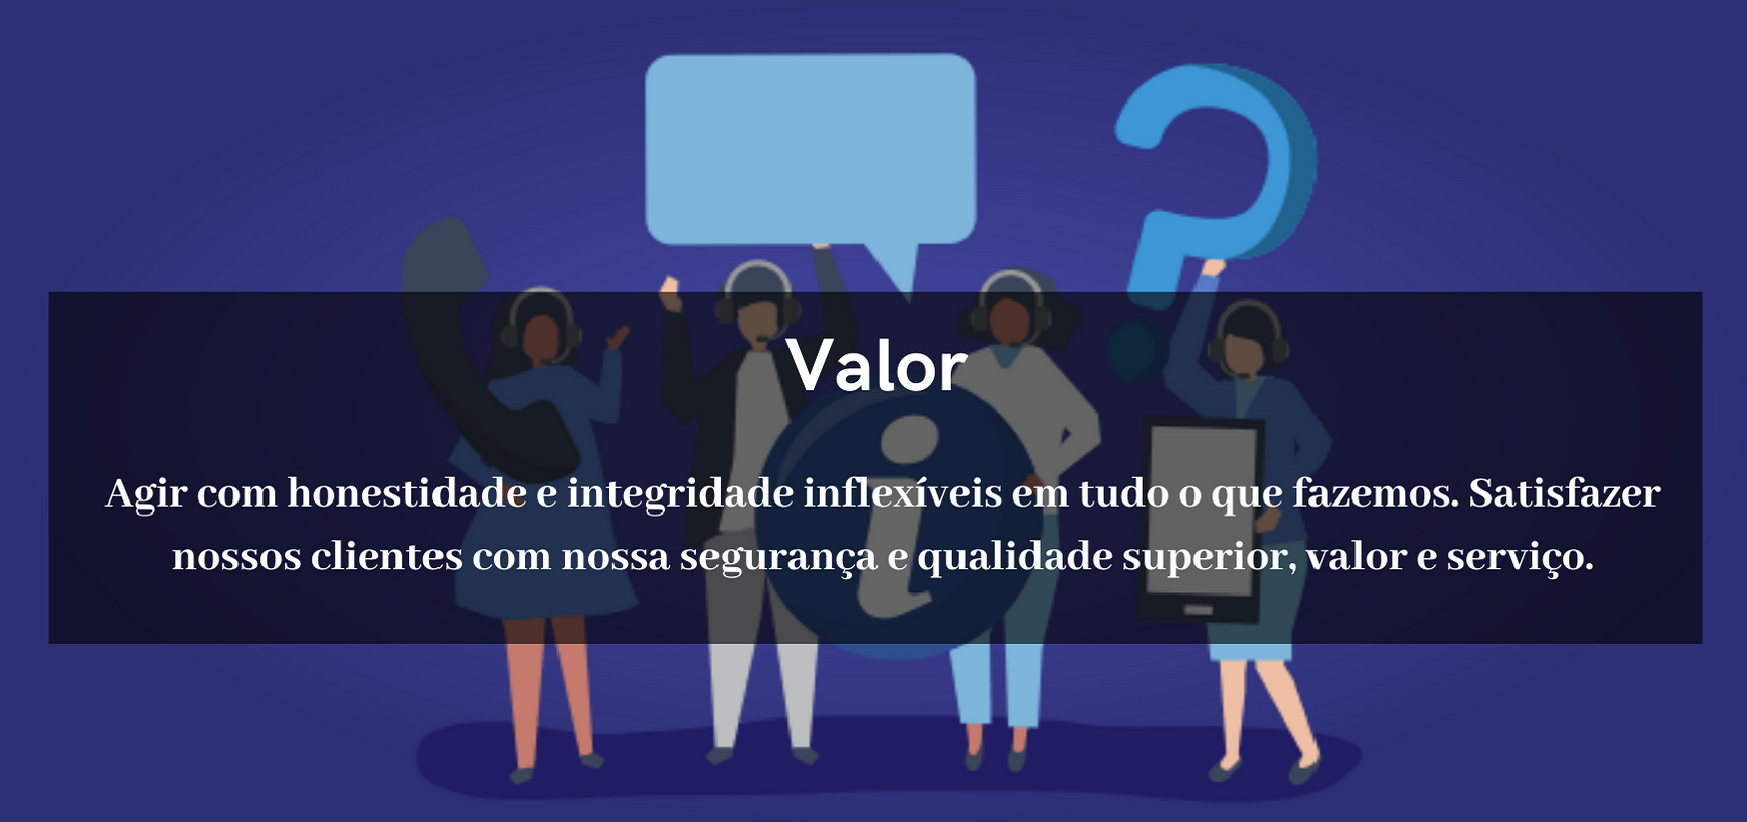 Valor
Agir com honestidade e integridade inflexíveis em tudo o que fazemos. Satisfazer
nossos clientes com nossa segurança e qualidade superior, valor e serviço.